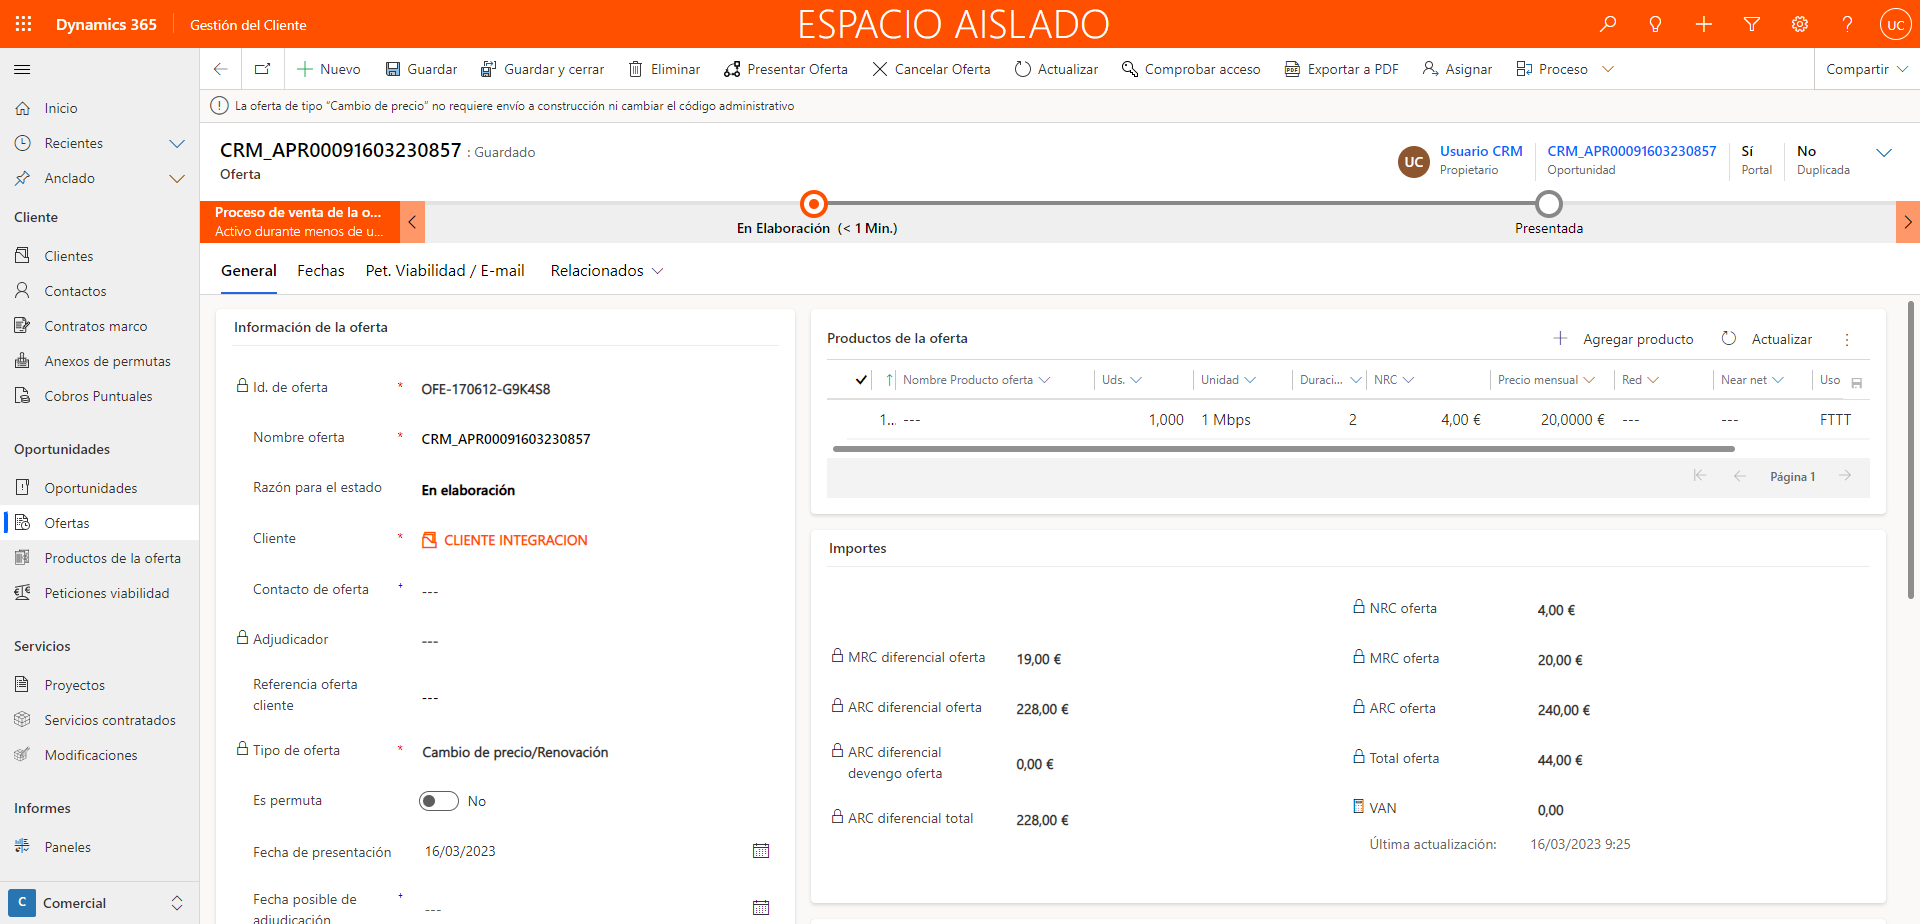 Dynamics 365
Gestión del Cliente
ESPACIO AISLADO
UC
Nuevo
Guardar
Guardar y cerrar
Eliminar
Presentar Oferta
Cancelar Oferta
Actualizar
Comprobar acceso
Exportar a PDF
Asignar
Proceso
Compartir
La oferta de tipo “Cambio de precio” no requiere envío a construcción ni cambiar el código administrativo
Inicio
Recientes
Anclado
Cliente
Clientes
Contactos
Contratos marco
Anexos de permutas
Cobros Puntuales
Oportunidades
Oportunidades
Ofertas
Productos de la oferta
Peticiones viabilidad
Servicios
Proyectos
Servicios contratados
Modificaciones
Informes
Paneles
C
Comercial
CRM_APR00091603230857 : Guardado
Oferta
UC
Usuario CRM
Propietario
CRM_APR00091603230857
Oportunidad
Sí
Portal
No
Duplicada
Proceso de venta de la o...
Activo durante menos de u...
En Elaboración (< 1 Min.)
Presentada
General
Fechas
Pet. Viabilidad / E-mail
Relacionados
Información de la oferta
Id. de oferta * OFE-170612-G9K4S8
Nombre oferta * CRM_APR00091603230857
Razón para el estado En elaboración
Cliente * CLIENTE INTEGRACION
Contacto de oferta + ---
Adjudicador ---
Referencia oferta
cliente ---
Tipo de oferta * Cambio de precio/Renovación
Es permuta No
Fecha de presentación 16/03/2023
Fecha posible de + ---
adjudicación
Productos de la oferta
Agregar producto
Actualizar
Nombre Producto oferta Uds. Unidad Duraci... NRC Precio mensual Red Near net Uso
1... --- 1,000 1 Mbps 2 4,00 € 20,0000 € --- --- FTTT
Página 1
Importes
NRC oferta 4,00 €
MRC diferencial oferta 19,00 € MRC oferta 20,00 €
ARC diferencial oferta 228,00 € ARC oferta 240,00 €
ARC diferencial
devengo oferta 0,00 € Total oferta 44,00 €
ARC diferencial total 228,00 € VAN 0,00
Última actualización: 16/03/2023 9:25